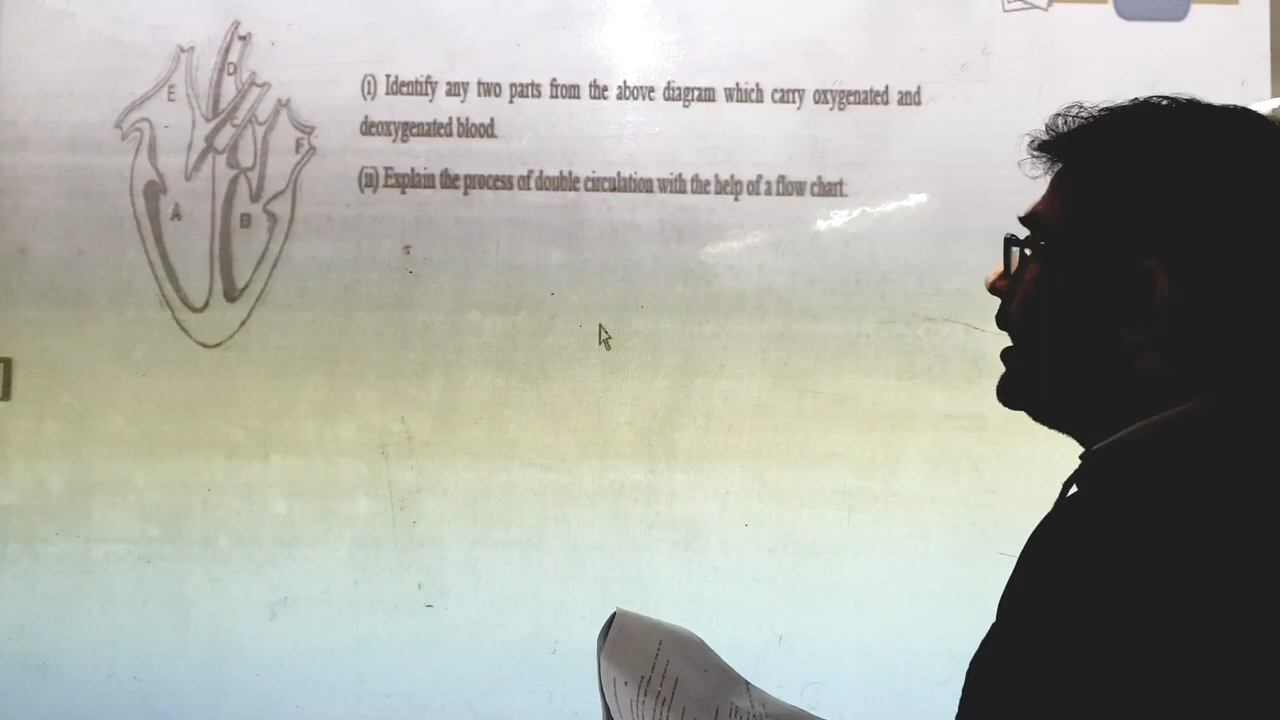 D
E
F
A
B
(i) Identify any two parts from the above diagram which carry oxygenated and
deoxygenated blood.
(ii) Explain the process of double circulation with the help of a flow chart.